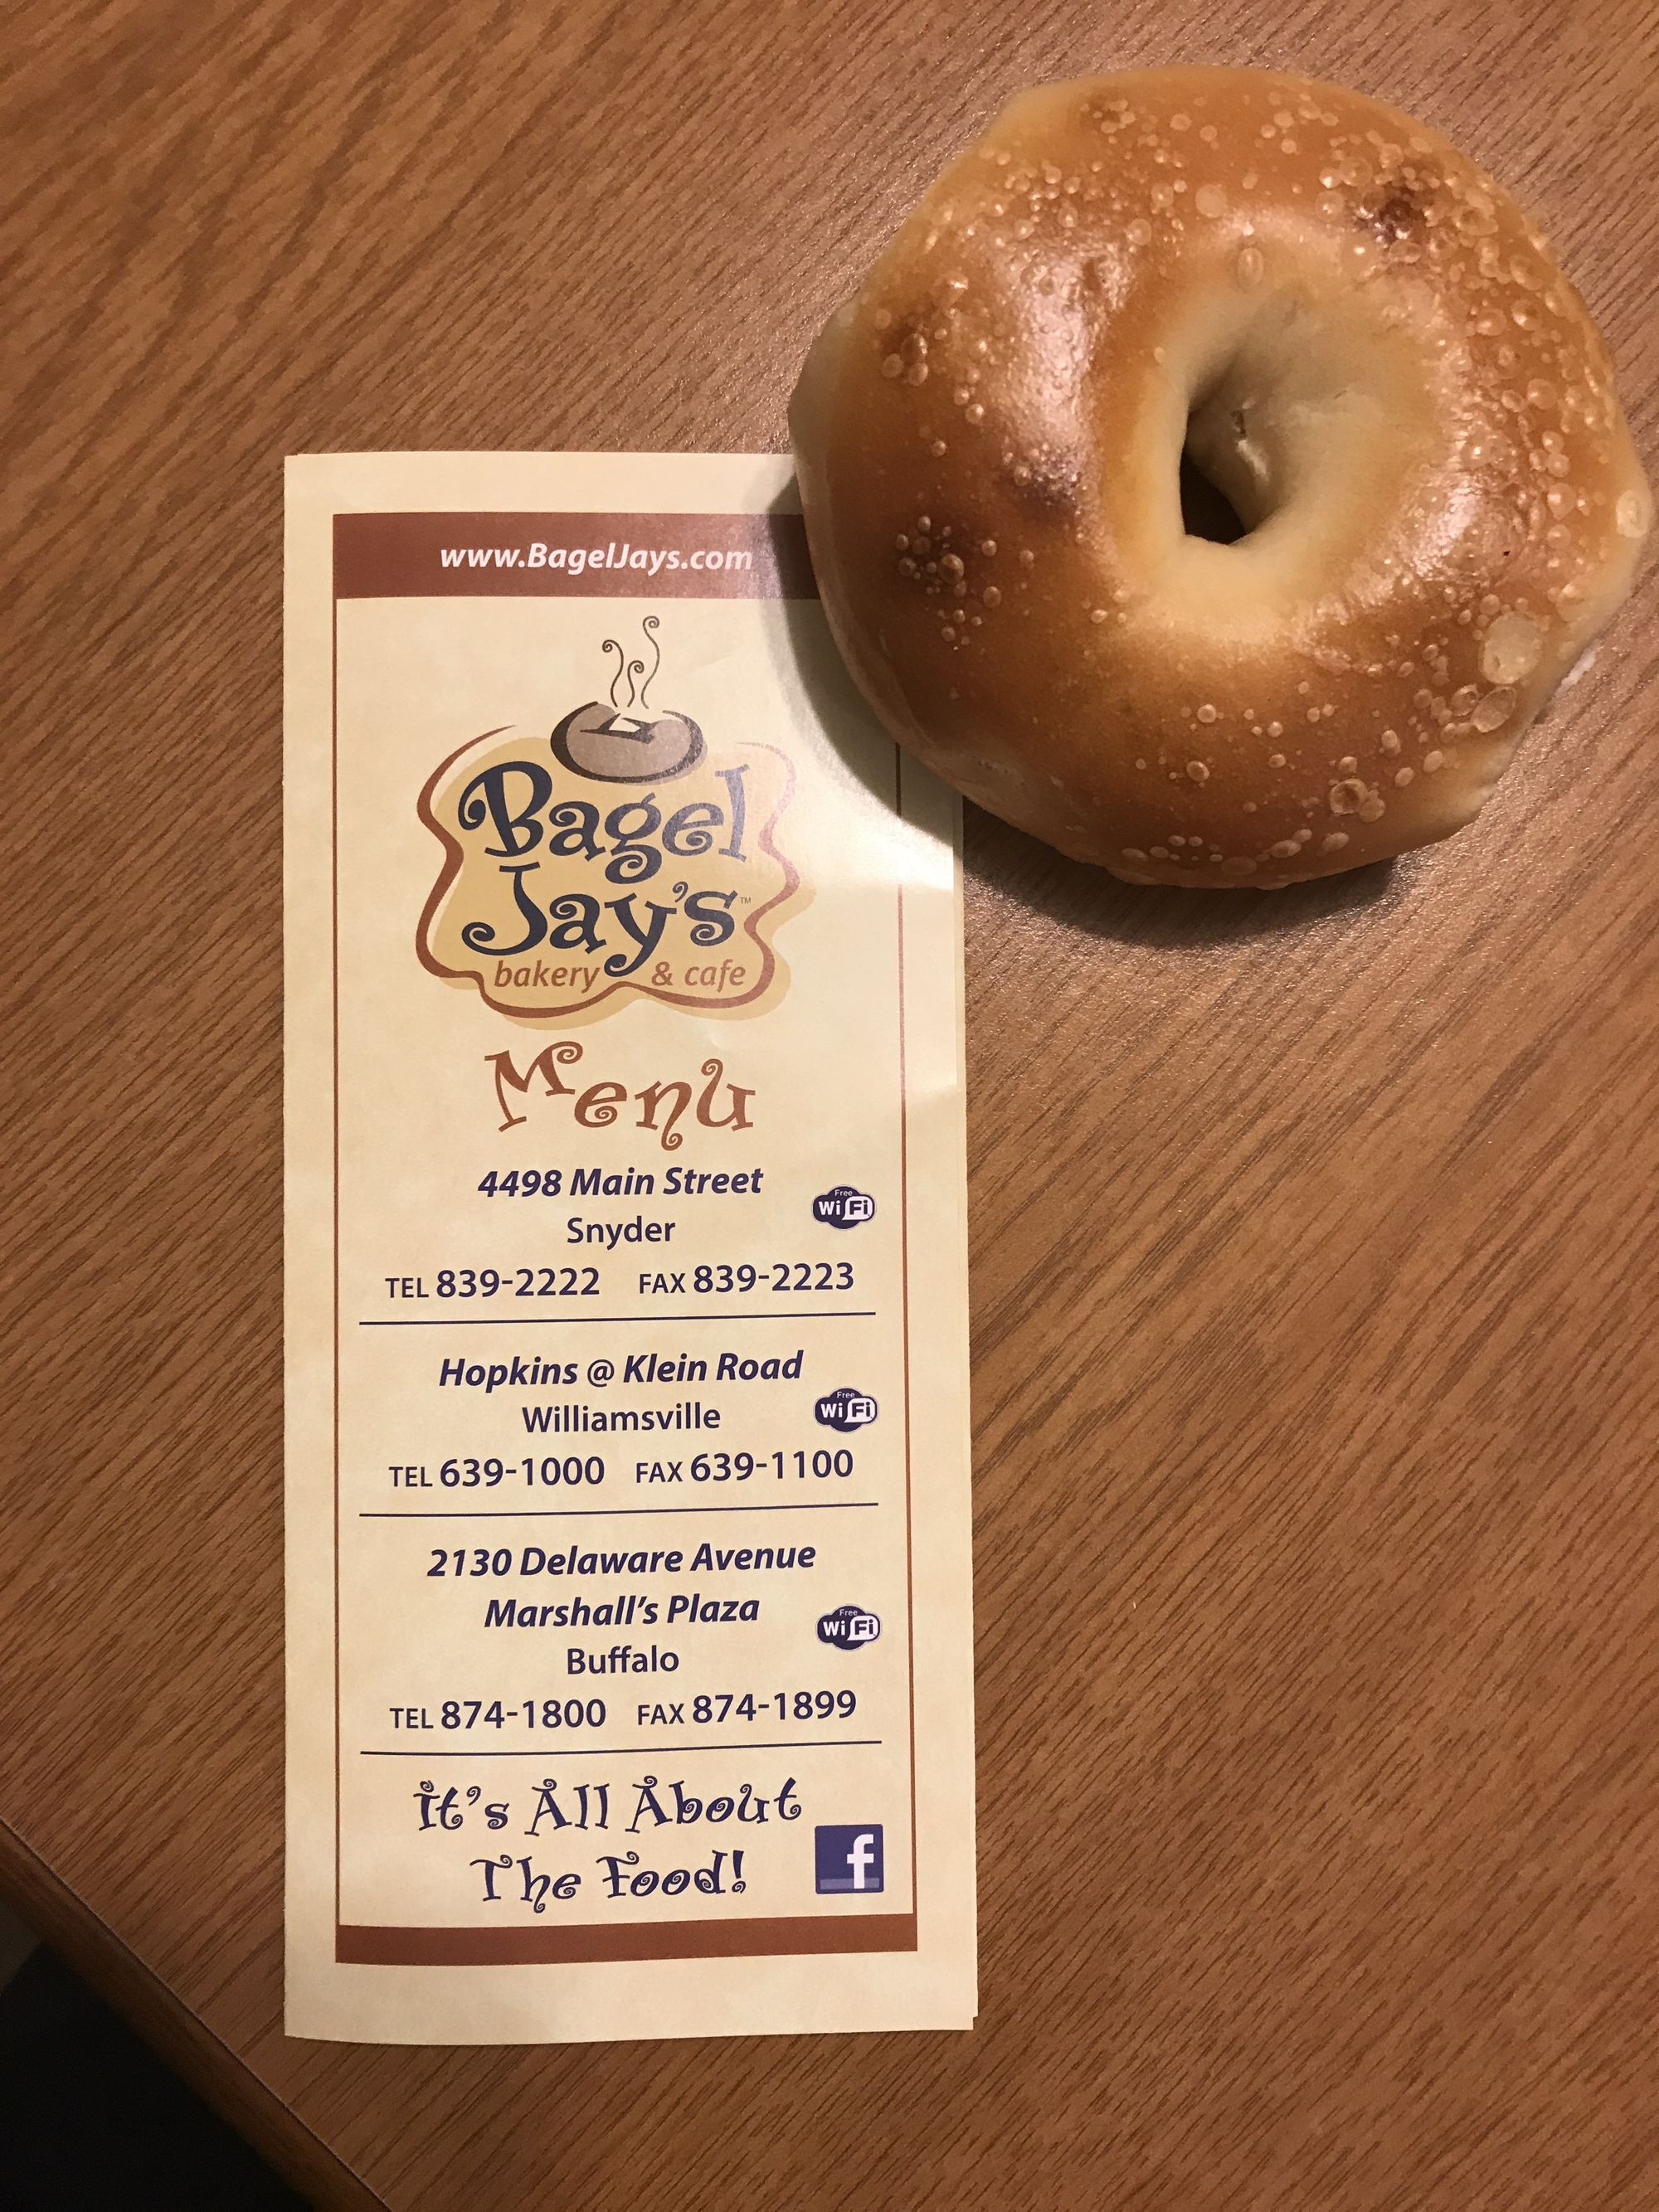 www.BagelJays.com
Bagel
Jay's™
bakery & cafe
Menu
4498 Main Street
Free
WiFi
Snyder
TEL 839-2222 FAX 839-2223
Hopkins @ Klein Road
Free
WiFi
Williamsville
TEL 639-1000 FAX 639-1100
2130 Delaware Avenue
Marshall's Plaza
Free
WiFi
Buffalo
TEL 874-1800 FAX 874-1899
It's All About
The Food!
f